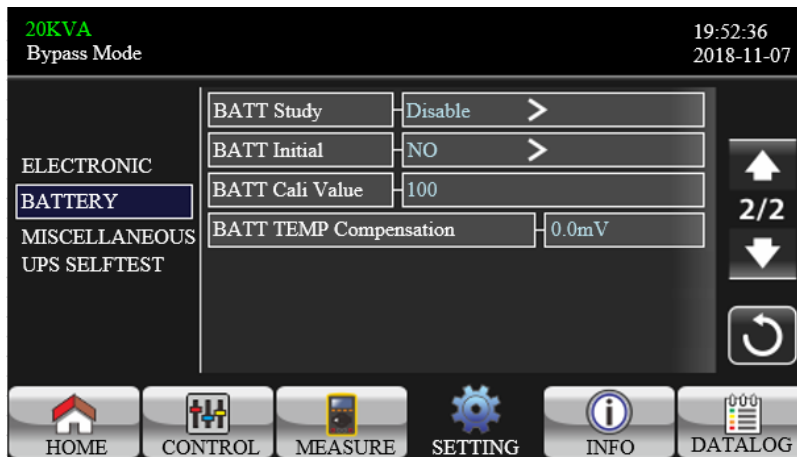 20KVA
Bypass Mode
19:52:36
2018-11-07
ELECTRONIC
BATTERY
MISCELLANEOUS
UPS SELFTEST
BATT Study Disable >
BATT Initial NO >
BATT Cali Value 100
BATT TEMP Compensation 0.0mV
2/2
HOME CONTROL MEASURE SETTING INFO DATALOG